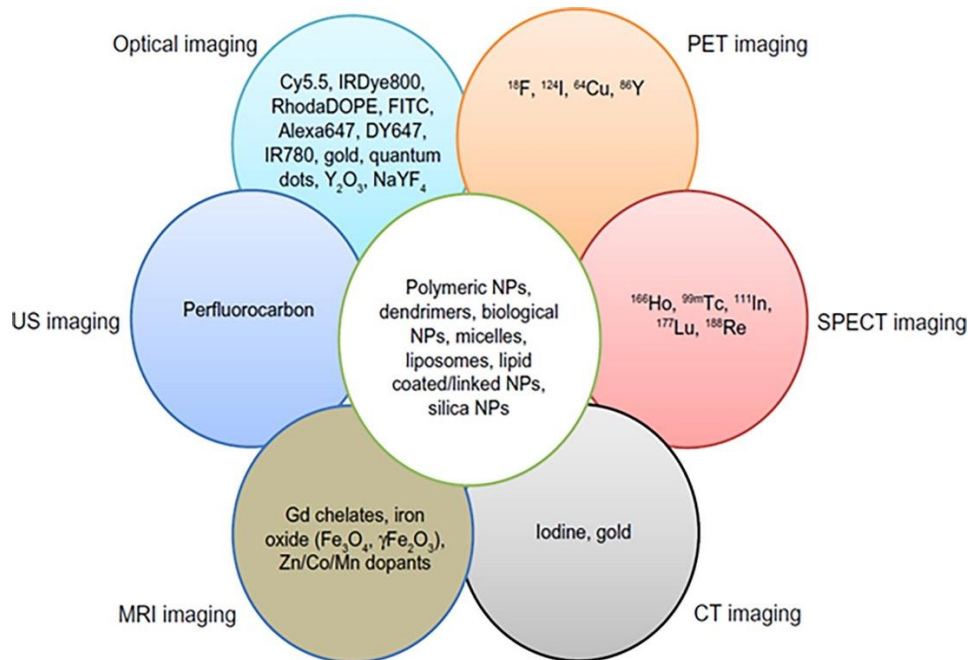 Optical imaging
PET imaging
Cy5.5, IRDye800,
RhodaDOPE, FITC,
Alexa647, DY647,
IR780, gold, quantum
dots, Y₂O₃, NaYF₄
¹⁸F, ¹²⁴I, ⁶⁴Cu, ⁸⁶Y
US imaging
Perfluorocarbon
Polymeric NPs,
dendrimers, biological
NPs, micelles,
liposomes, lipid
coated/linked NPs,
silica NPs
¹⁶⁶Ho, ⁹⁹ᵐTc, ¹¹¹In,
¹⁷⁷Lu, ¹⁸⁸Re
SPECT imaging
Gd chelates, iron
oxide (Fe₃O₄, γFe₂O₃),
Zn/Co/Mn dopants
Iodine, gold
MRI imaging
CT imaging